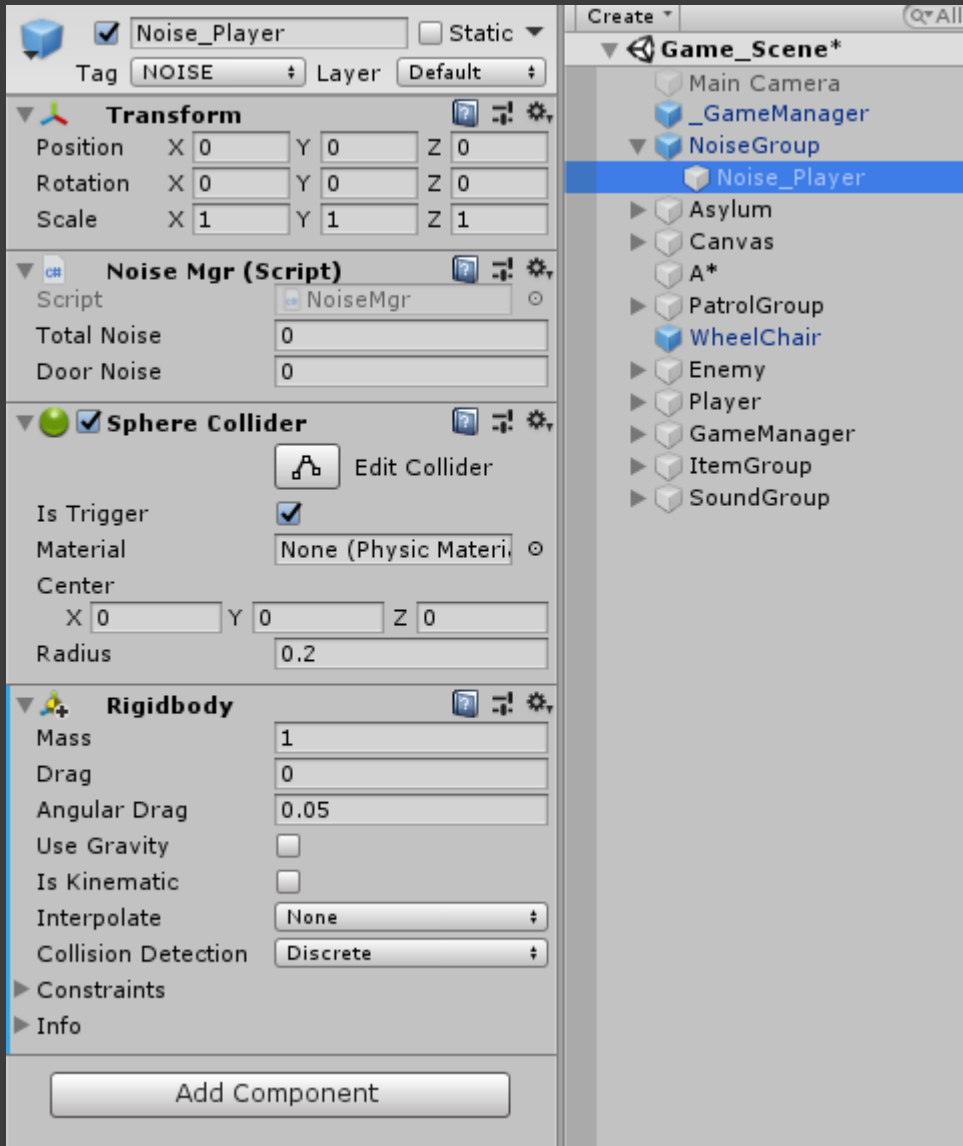 Noise_Player Static
Tag NOISE Layer Default
Transform
Position X 0 Y 0 Z 0
Rotation X 0 Y 0 Z 0
Scale X 1 Y 1 Z 1
c# Noise Mgr (Script)
Script NoiseMgr
Total Noise 0
Door Noise 0
Sphere Collider
Edit Collider
Is Trigger
Material None (Physic Materi
Center
X 0 Y 0 Z 0
Radius 0.2
Rigidbody
Mass 1
Drag 0
Angular Drag 0.05
Use Gravity
Is Kinematic
Interpolate None
Collision Detection Discrete
Constraints
Info
Add Component
Create All
Game_Scene*
Main Camera
_GameManager
NoiseGroup
Noise_Player
Asylum
Canvas
A*
PatrolGroup
WheelChair
Enemy
Player
GameManager
ItemGroup
SoundGroup